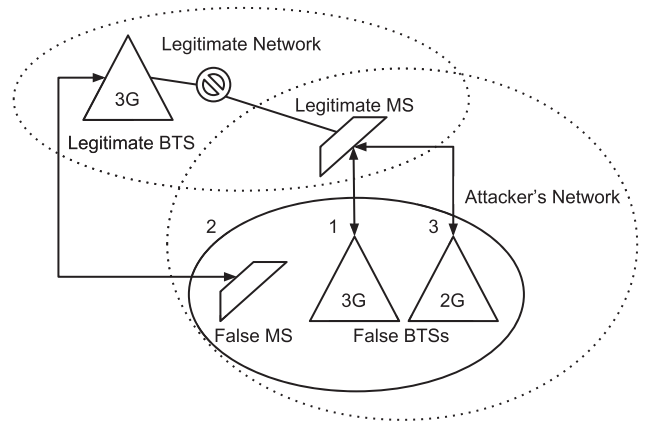 Legitimate Network
3G
Legitimate BTS
Legitimate MS
Attacker's Network
2
1
3
3G
2G
False MS
False BTSs